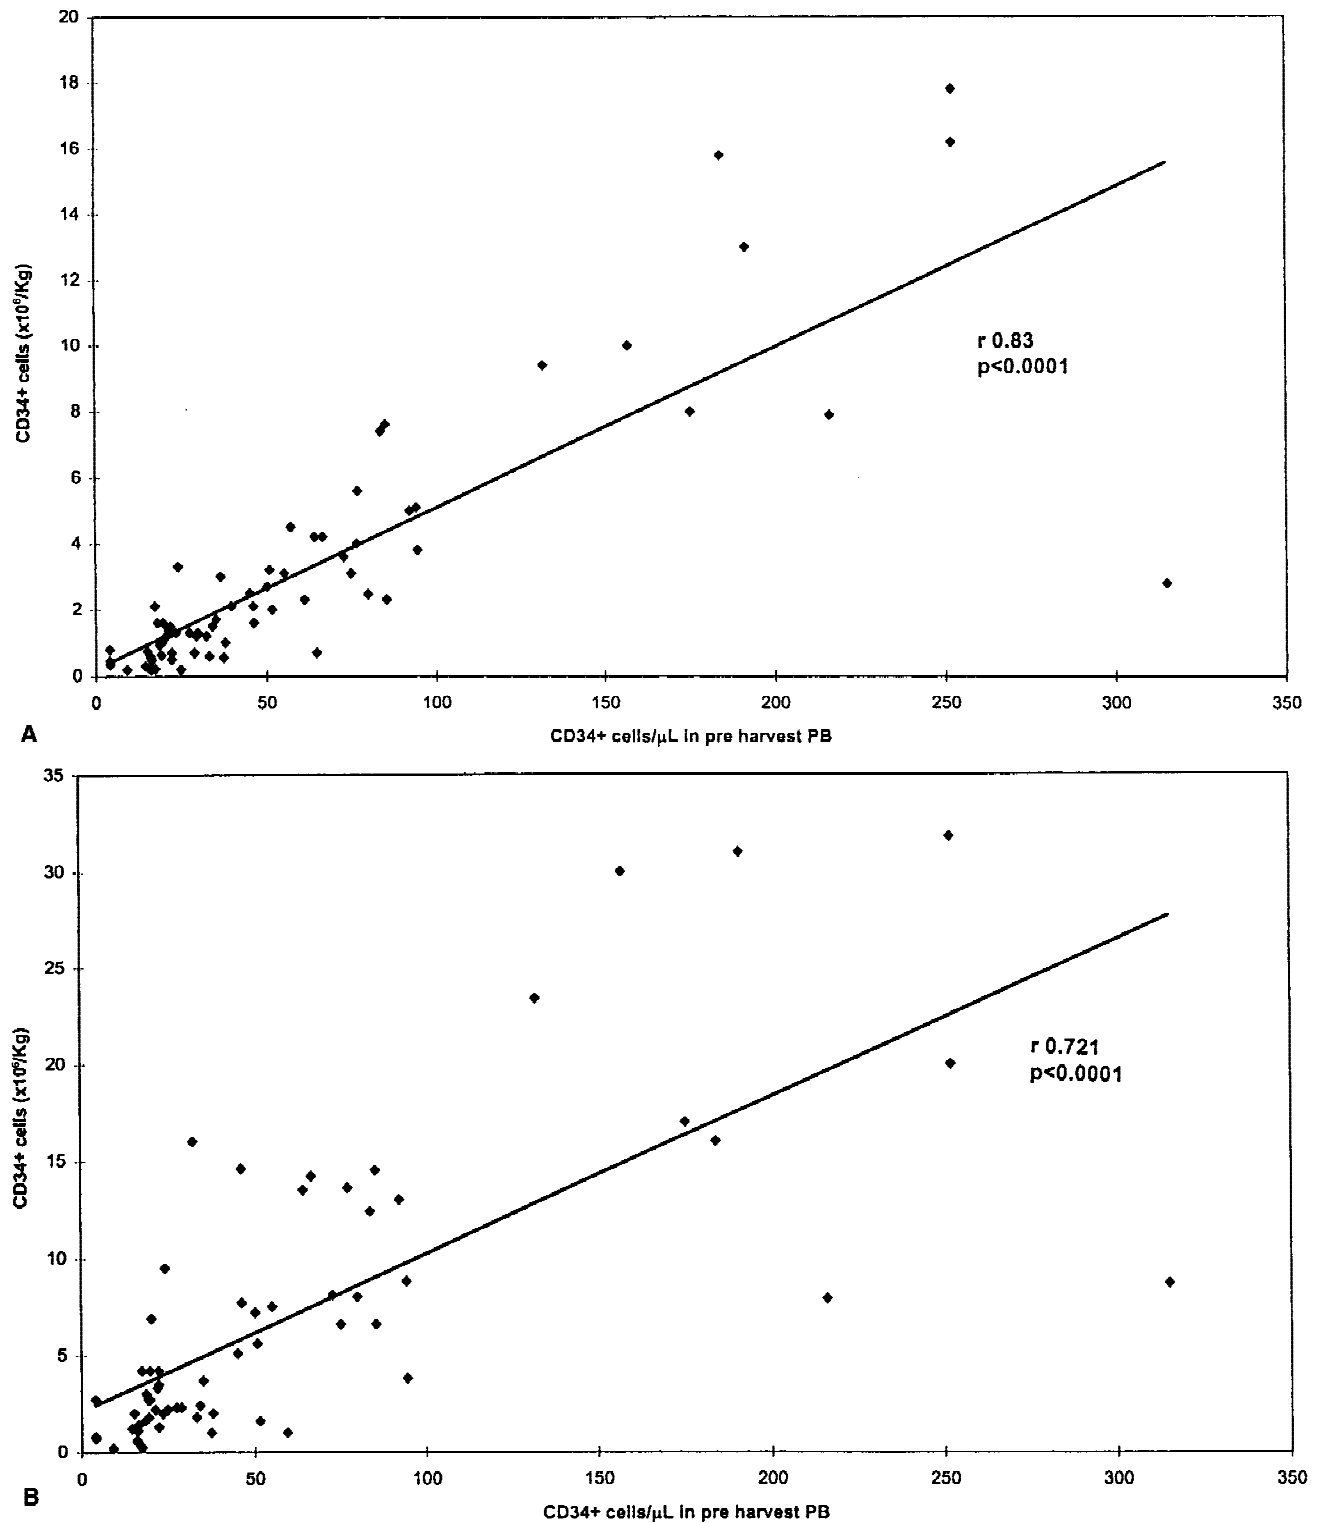 20
18
16
14
12
10
8
6
4
2
0
CD34+ cells (x10⁶/Kg)
r 0.83
p<0.0001
0 50 100 150 200 250 300 350
A
CD34+ cells/μL in pre harvest PB
35
30
25
20
15
10
5
0
CD34+ cells (x10⁶/Kg)
r 0.721
p<0.0001
0 50 100 150 200 250 300 350
B
CD34+ cells/μL in pre harvest PB